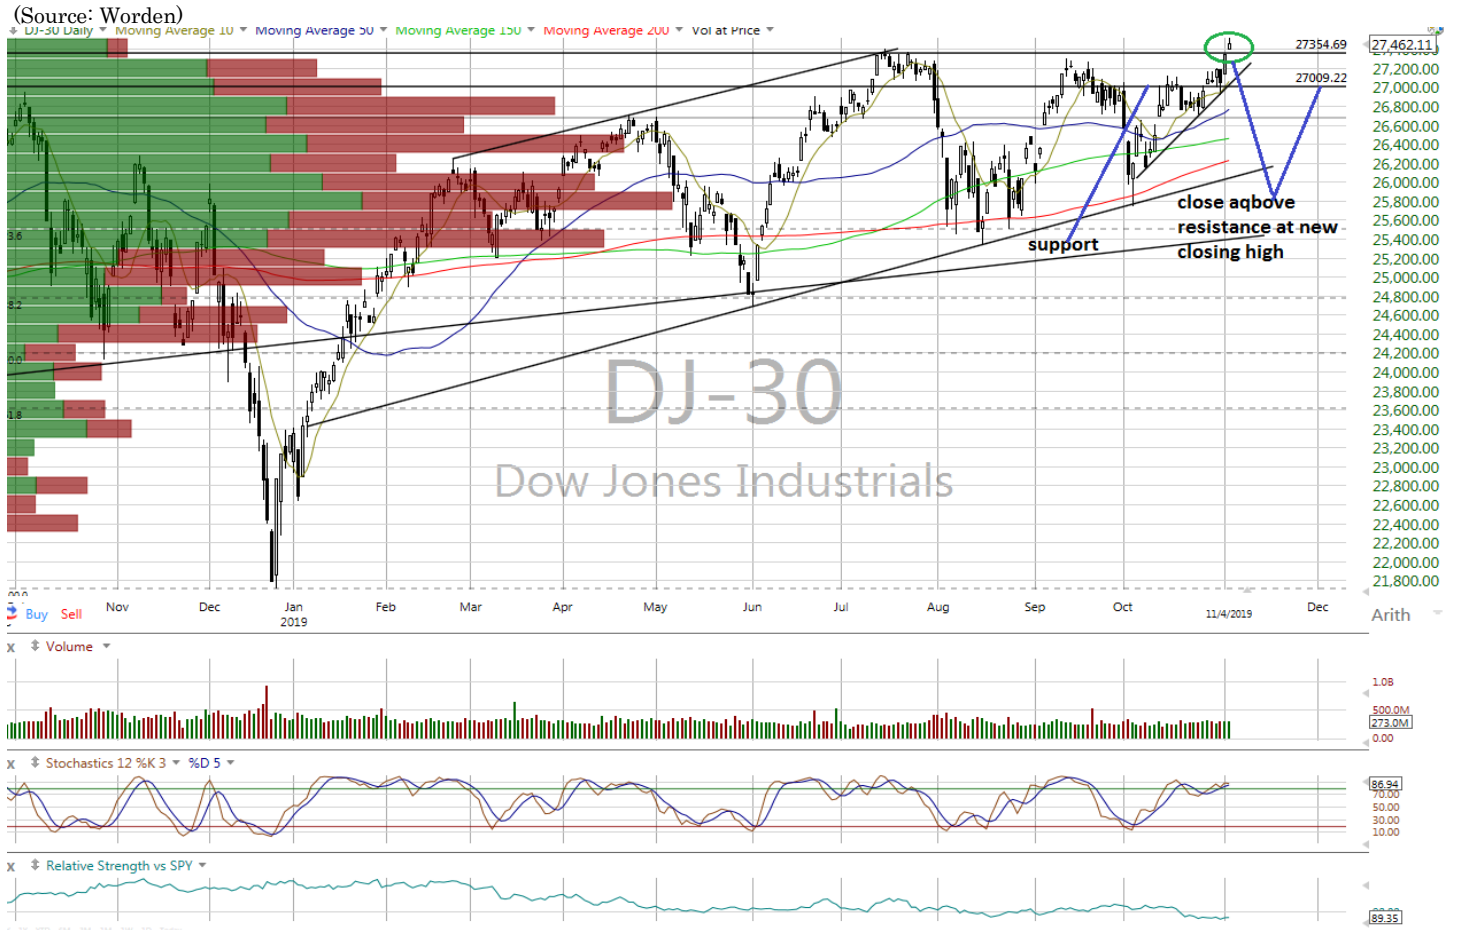 (Source: Worden)
DJ-30 Daily Moving Average 10 Moving Average 50 Moving Average 150 Moving Average 200 Vol at Price
27354.69
27,462.11
27,200.00
27009.22
27,000.00
26,800.00
26,600.00
26,400.00
26,200.00
26,000.00
25,800.00
25,600.00
25,400.00
25,200.00
25,000.00
24,800.00
24,600.00
24,400.00
24,200.00
24,000.00
23,800.00
23,600.00
23,400.00
23,200.00
23,000.00
22,800.00
22,600.00
22,400.00
22,200.00
22,000.00
21,800.00
close aqbove
resistance at new
closing high
support
3.6
8.2
DJ-30
Dow Jones Industrials
Nov Dec Jan Feb Mar Apr May Jun Jul Aug Sep Oct Dec
2019
11/4/2019
Buy Sell
Arith
x Volume
1.0B
500.0M
273.0M
0.00
x Stochastics 12 %K 3 %D 5
86.94
70.00
50.00
30.00
10.00
x Relative Strength vs SPY
89.35